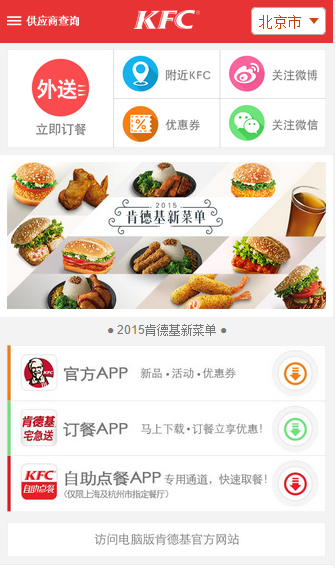 供应商查询
KFC®
北京市
外送
立即订餐
附近KFC
关注微博
优惠券
关注微信
2015
肯德基新菜单
2015肯德基新菜单
KFC
官方APP 新品·活动·优惠券
肯德基
宅急送
订餐APP 马上下载·订餐立享优惠!
KFC
自助点餐
自助点餐APP 专用通道，快速取餐!
(仅限上海及杭州市指定餐厅)
访问电脑版肯德基官方网站